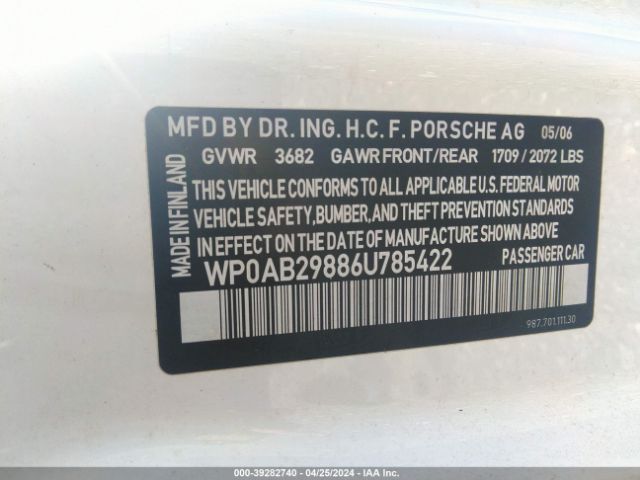 MFD BY DR. ING. H.C. F. PORSCHE AG 05/06
GVWR 3682 GAWR FRONT/REAR 1709 / 2072 LBS
THIS VEHICLE CONFORMS TO ALL APPLICABLE U.S. FEDERAL MOTOR
VEHICLE SAFETY,BUMBER,AND THEFT PREVENTION STANDARDS
IN EFFECT ON THE DATE OF MANUFACTURE SHOWN ABOVE
WP0AB29886U785422 PASSENGER CAR
MADE IN FINLAND
987.701.111.30
000-39282740 - 04/25/2024 - IAA Inc.